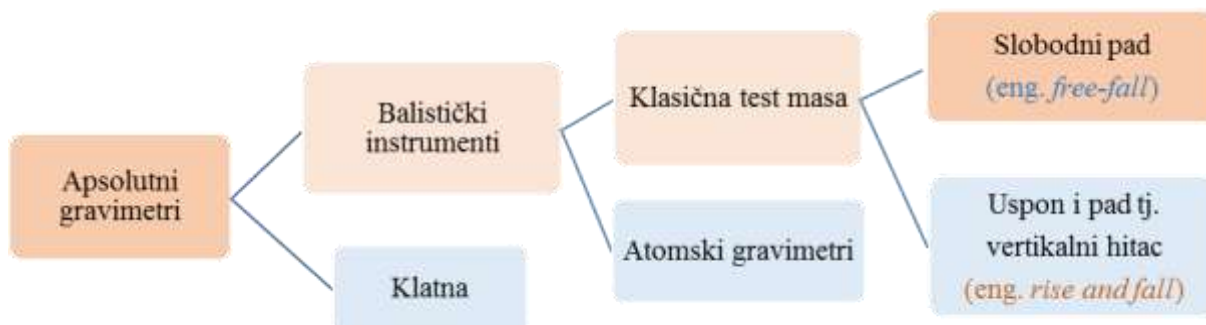 Apsolutni
gravimetri
Balistički
instrumenti
Klatna
Klasična test masa
Atomski gravimetri
Slobodni pad
(eng. free-fall)
Uspon i pad tj.
vertikalni hitac
(eng. rise and fall)